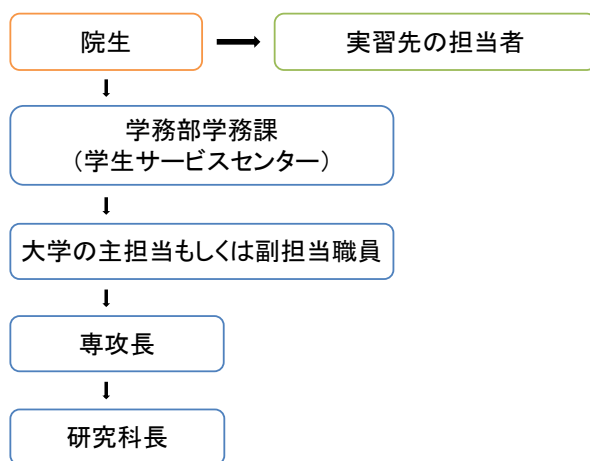 院生
実習先の担当者
学務部学務課
（学生サービスセンター）
大学の主担当もしくは副担当職員
専攻長
研究科長